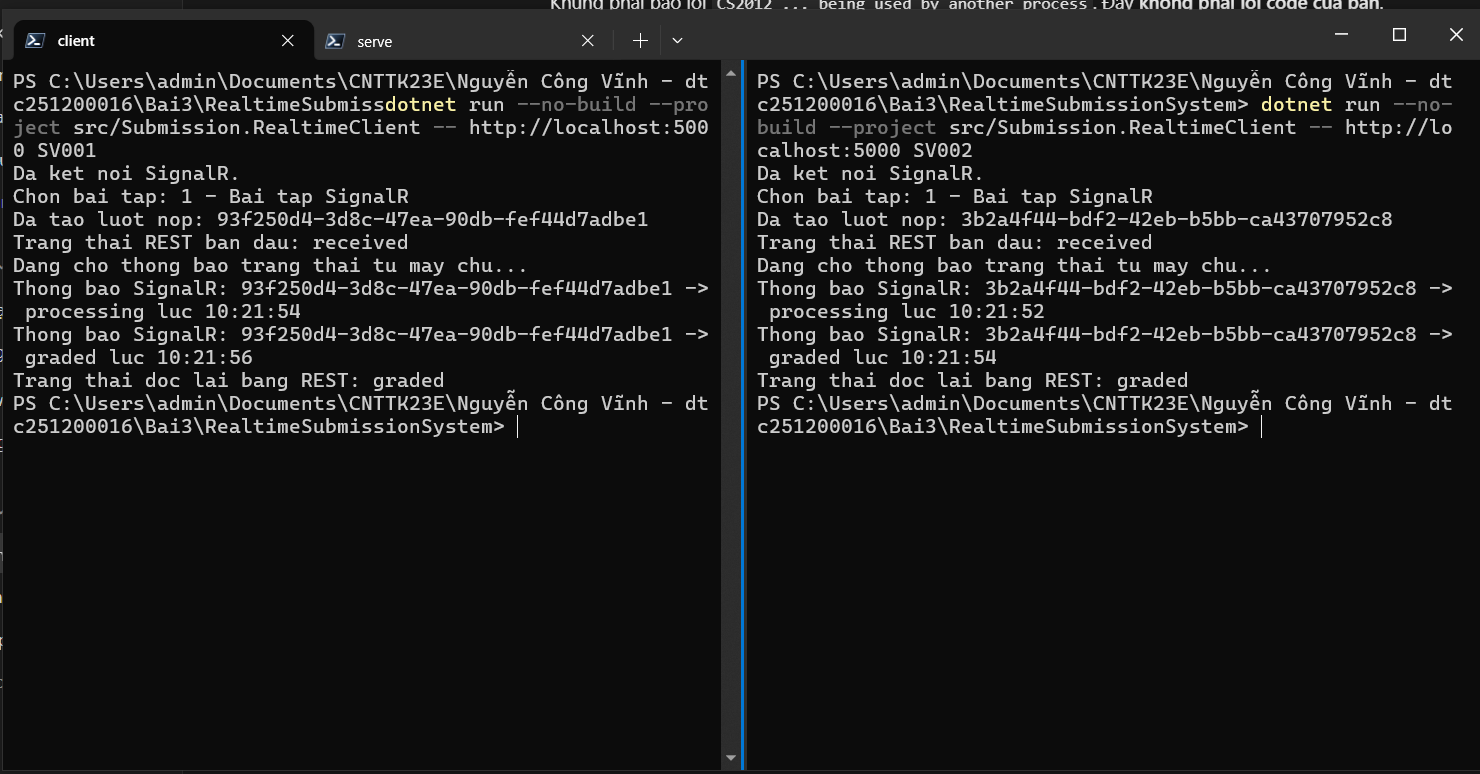 Khung phải báo lỗi CS2012 ... being used by another process. Đây không phải lỗi code của bạn.
client
serve
PS C:\Users\admin\Documents\CNTTK23E\Nguyễn Công Vĩnh - dt
c251200016\Bai3\RealtimeSubmissdotnet run --no-build --pro
ject src/Submission.RealtimeClient -- http://localhost:500
0 SV001
Da ket noi SignalR.
Chon bai tap: 1 - Bai tap SignalR
Da tao luot nop: 93f250d4-3d8c-47ea-90db-fef44d7adbe1
Trang thai REST ban dau: received
Dang cho thong bao trang thai tu may chu...
Thong bao SignalR: 93f250d4-3d8c-47ea-90db-fef44d7adbe1 ->
processing luc 10:21:54
Thong bao SignalR: 93f250d4-3d8c-47ea-90db-fef44d7adbe1 ->
graded luc 10:21:56
Trang thai doc lai bang REST: graded
PS C:\Users\admin\Documents\CNTTK23E\Nguyễn Công Vĩnh - dt
c251200016\Bai3\RealtimeSubmissionSystem>
PS C:\Users\admin\Documents\CNTTK23E\Nguyễn Công Vĩnh - dt
c251200016\Bai3\RealtimeSubmissionSystem> dotnet run --no-
build --project src/Submission.RealtimeClient -- http://lo
calhost:5000 SV002
Da ket noi SignalR.
Chon bai tap: 1 - Bai tap SignalR
Da tao luot nop: 3b2a4f44-bdf2-42eb-b5bb-ca43707952c8
Trang thai REST ban dau: received
Dang cho thong bao trang thai tu may chu...
Thong bao SignalR: 3b2a4f44-bdf2-42eb-b5bb-ca43707952c8 ->
processing luc 10:21:52
Thong bao SignalR: 3b2a4f44-bdf2-42eb-b5bb-ca43707952c8 ->
graded luc 10:21:54
Trang thai doc lai bang REST: graded
PS C:\Users\admin\Documents\CNTTK23E\Nguyễn Công Vĩnh - dt
c251200016\Bai3\RealtimeSubmissionSystem>